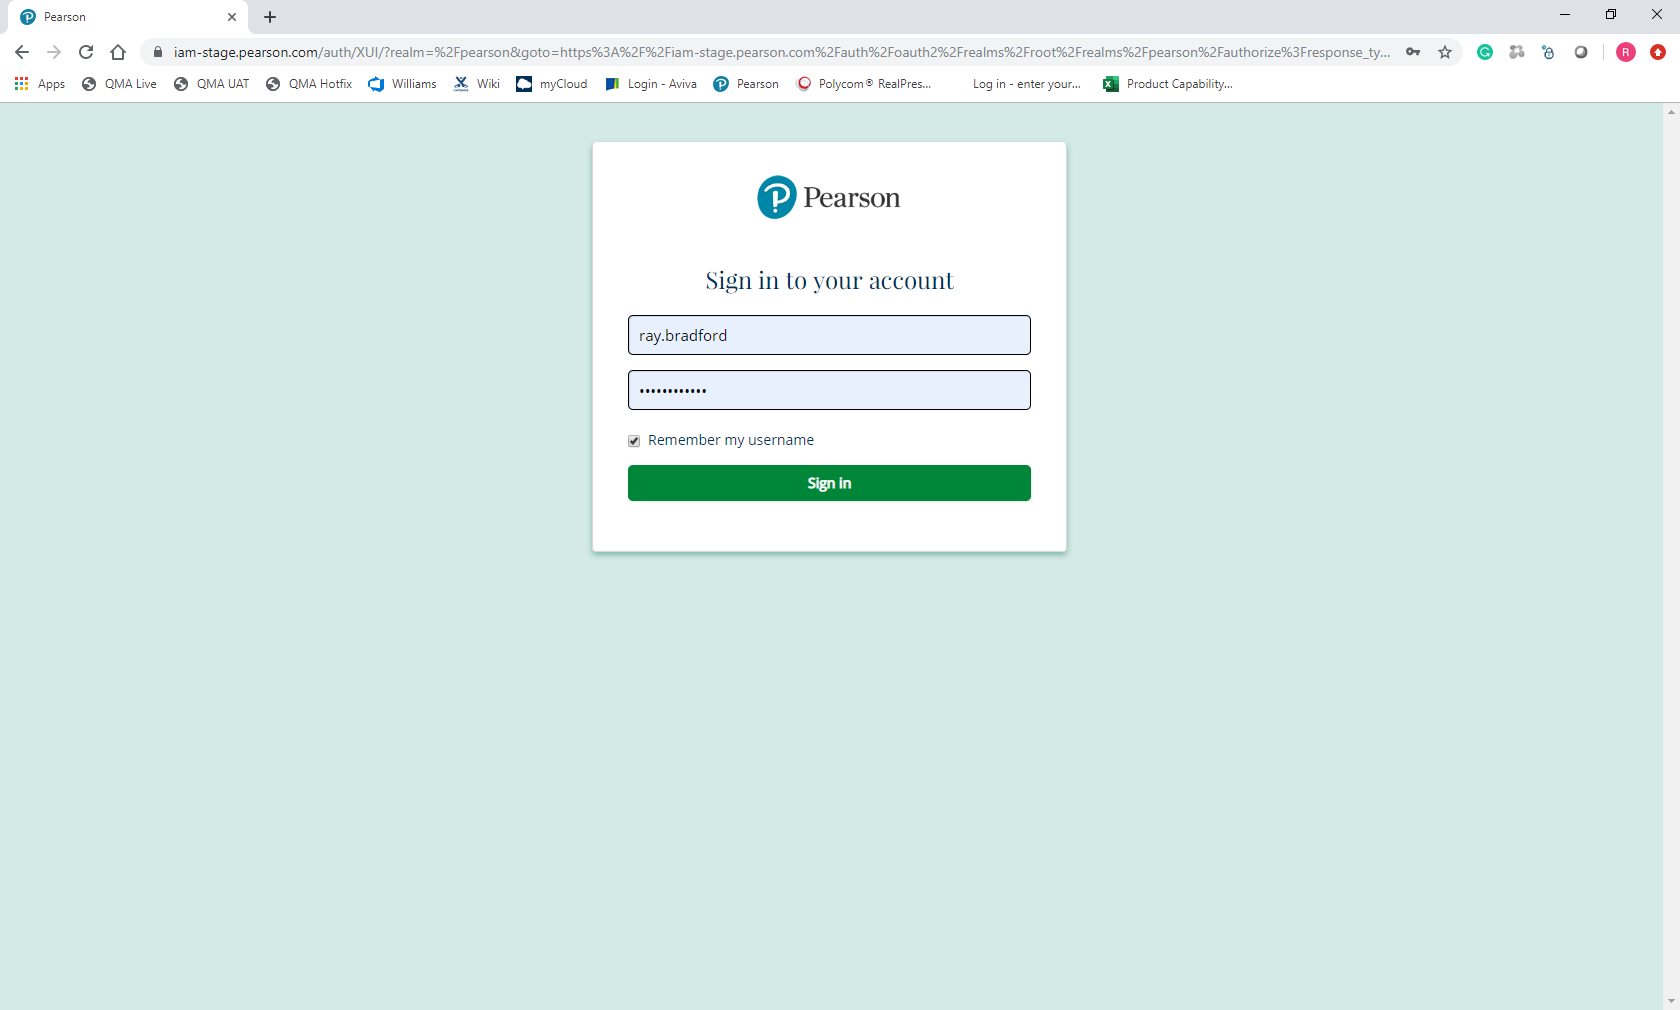 Pearson
iam-stage.pearson.com/auth/XUI/?realm=%2Fpearson&goto=https%3A%2F%2Fiam-stage.pearson.com%2Fauth%2Foauth2%2Frealms%2Froot%2Frealms%2Fpearson%2Fauthorize%3Fresponse_ty...
R
Apps QMA Live QMA UAT QMA Hotfix Williams Wiki myCloud Login - Aviva Pearson Polycom® RealPres... Log in - enter your... Product Capability...
Pearson
Sign in to your account
ray.bradford
••••••••••••
Remember my username
Sign in